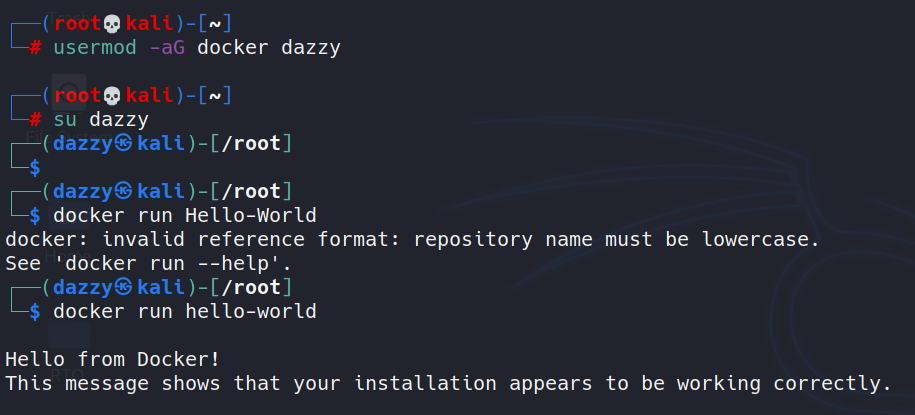 ┌──(root💀kali)-[~]
└─# usermod -aG docker dazzy
┌──(root💀kali)-[~]
└─# su dazzy
┌──(dazzy㉿kali)-[/root]
└─$
┌──(dazzy㉿kali)-[/root]
└─$ docker run Hello-World
docker: invalid reference format: repository name must be lowercase.
See 'docker run --help'.
┌──(dazzy㉿kali)-[/root]
└─$ docker run hello-world
Hello from Docker!
This message shows that your installation appears to be working correctly.